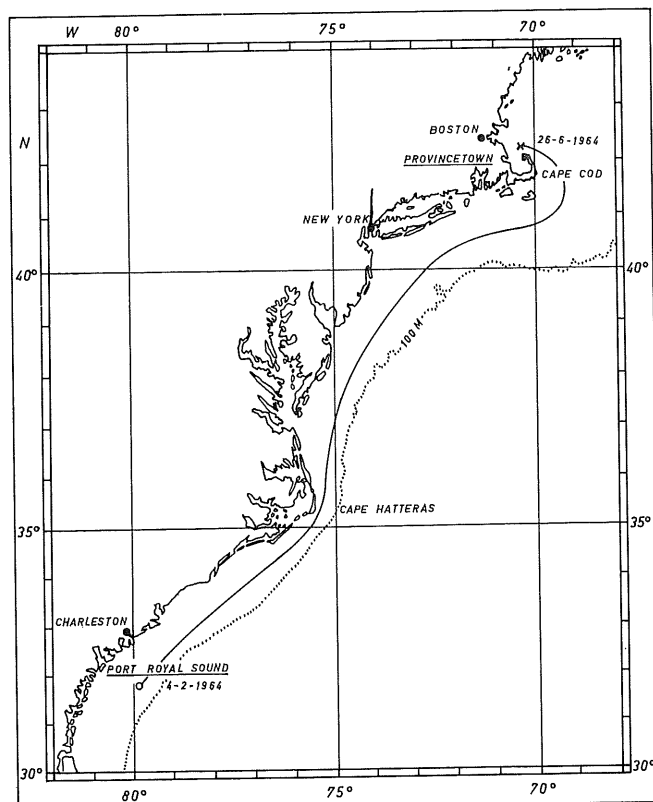 W 80° 75° 70°
N
BOSTON
26-6-1964
PROVINCETOWN
CAPE COD
NEW YORK
40° 40°
100 M
CAPE HATTERAS
35° 35°
CHARLESTON
PORT ROYAL SOUND
4-2-1964
30° 30°
80° 75° 70°